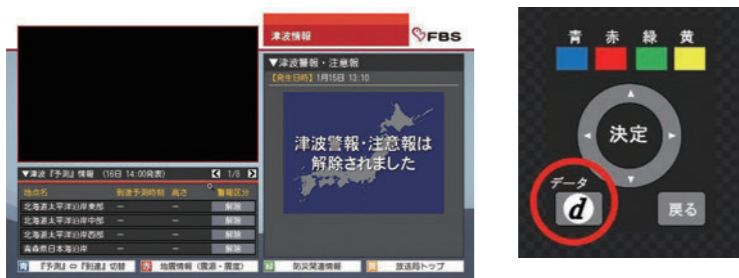 津波情報
FBS
▼津波警報・注意報
【発生日時】1月15日 13:10
津波警報・注意報は
解除されました
▼津波『予測』情報 (16日 14:00発表) 1/8
地点名 到達予測時刻 高さ 警報区分
北海道太平洋沿岸東部 － － 解除
北海道太平洋沿岸中部 － － 解除
北海道太平洋沿岸西部 － － 解除
青森県日本海沿岸 － － 解除
青 『予測』⇔『到達』切替 赤 地震情報 (震源・震度) 緑 防災関連情報 黄 放送局トップ
青 赤 緑 黄
決定
データ
d
戻る